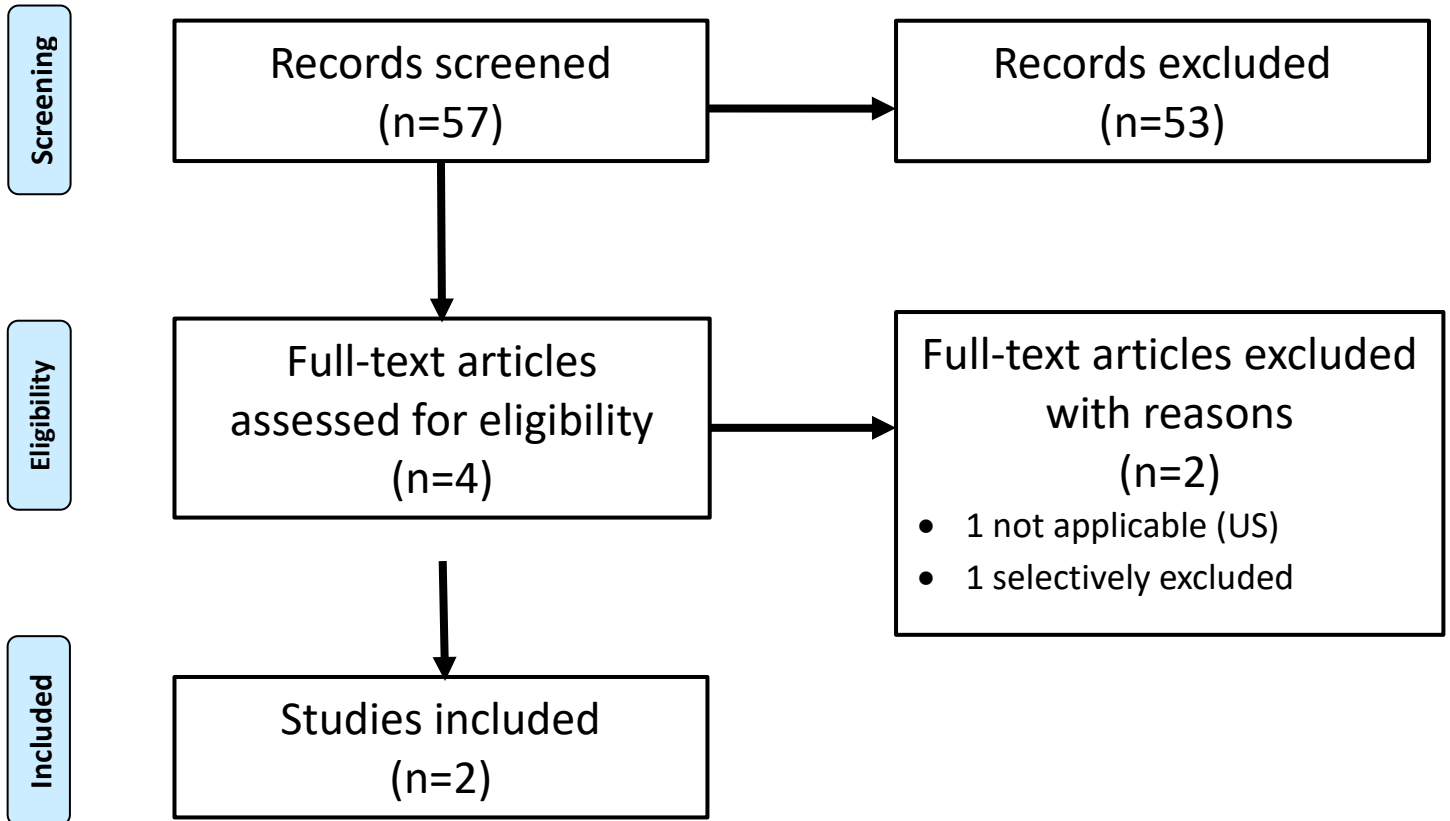 Screening
Records screened
(n=57)
Records excluded
(n=53)
Eligibility
Full-text articles
assessed for eligibility
(n=4)
Full-text articles excluded
with reasons
(n=2)
• 1 not applicable (US)
• 1 selectively excluded
Included
Studies included
(n=2)